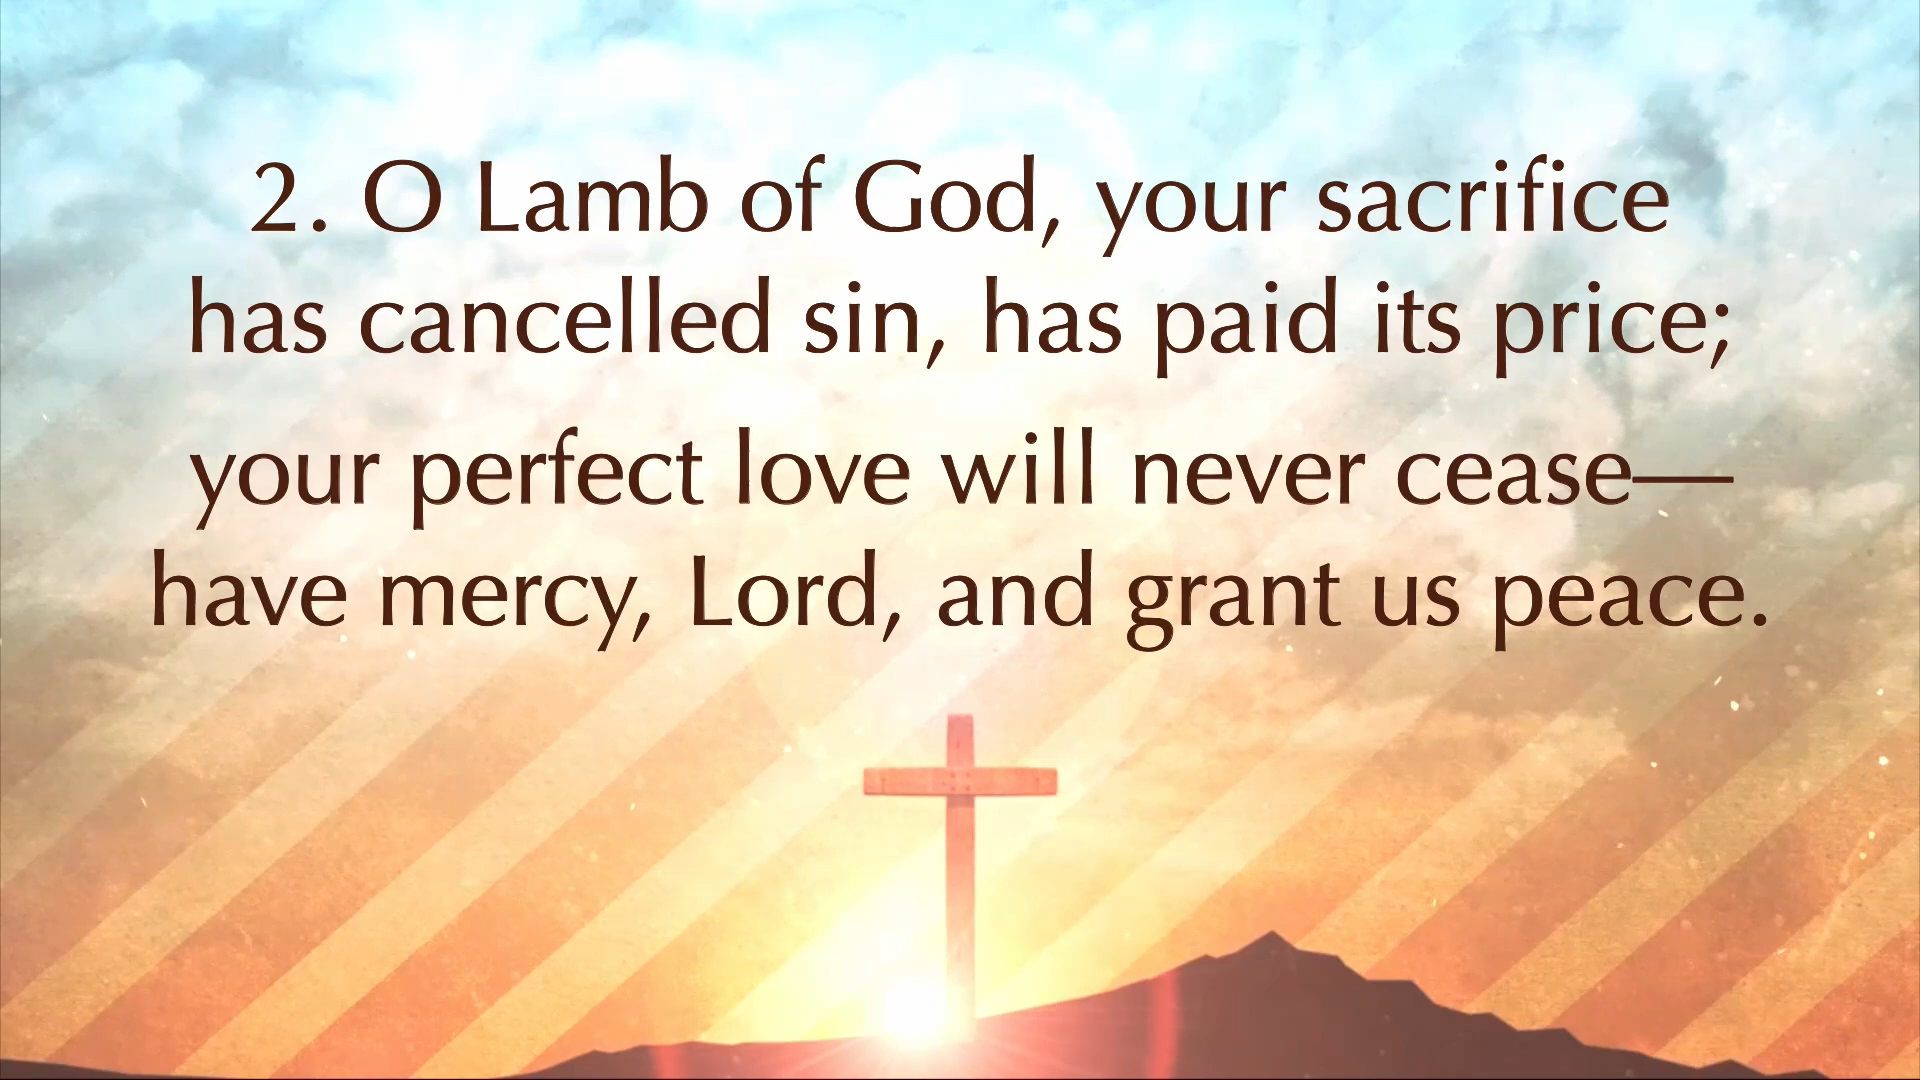 2. O Lamb of God, your sacrifice
has cancelled sin, has paid its price;
your perfect love will never cease—
have mercy, Lord, and grant us peace.